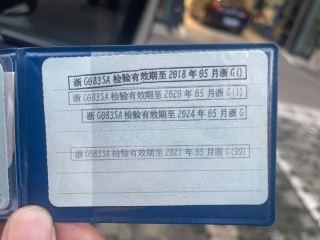 浙 G0835A 检验有效期至 2018 年 05 月浙 G()
浙 G0835A 检验有效期至 2020 年 05 月浙 G(1)
浙 G0835A 检验有效期至 2024 年 05 月浙 G
浙 G0835A 检验有效期至 2021 年 05 月浙 G(99)